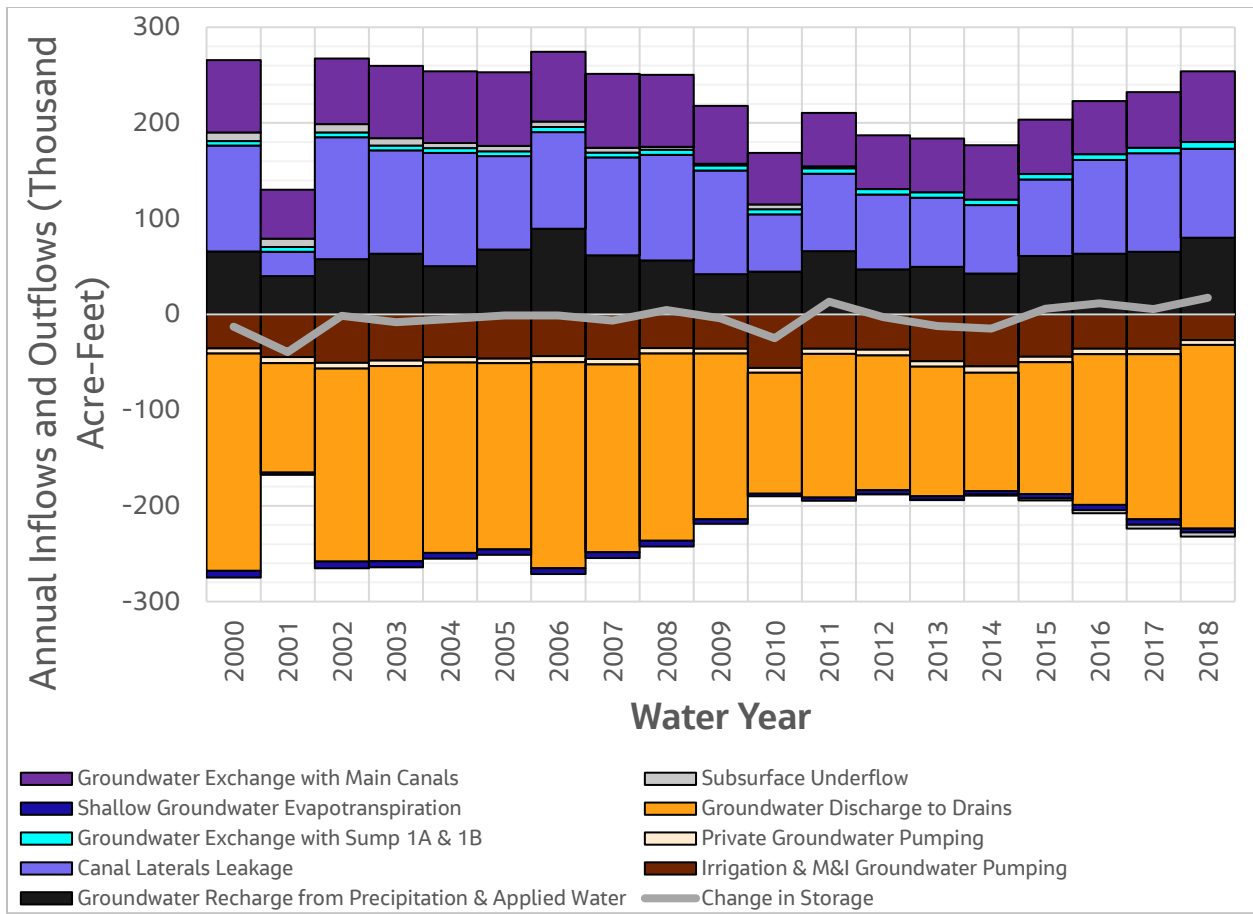 Annual Inflows and Outflows (Thousand
Acre-Feet)
300
200
100
0
-100
-200
-300
2000
2001
2002
2003
2004
2005
2006
2007
2008
2009
2010
2011
2012
2013
2014
2015
2016
2017
2018
Water Year
Groundwater Exchange with Main Canals
Subsurface Underflow
Shallow Groundwater Evapotranspiration
Groundwater Discharge to Drains
Groundwater Exchange with Sump 1A & 1B
Private Groundwater Pumping
Canal Laterals Leakage
Irrigation & M&I Groundwater Pumping
Groundwater Recharge from Precipitation & Applied Water
Change in Storage